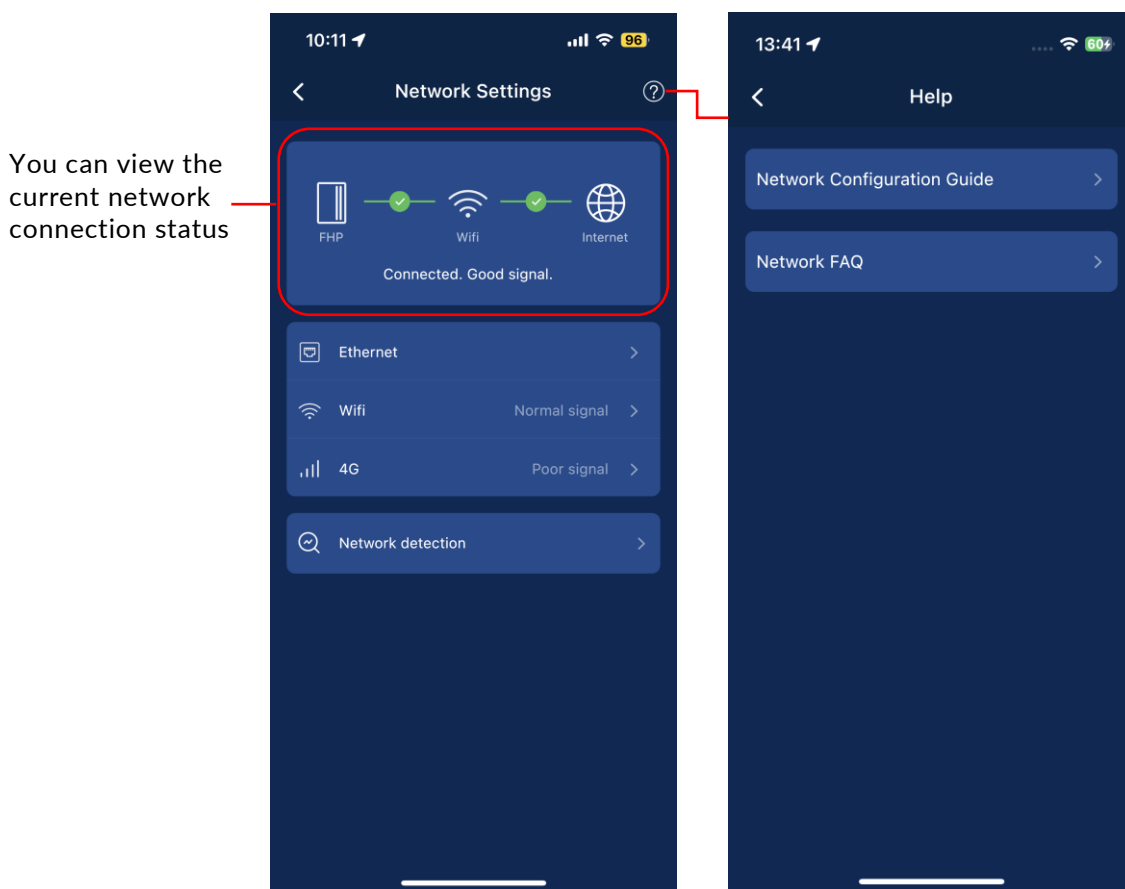 You can view the
current network
connection status
10:11
96
Network Settings
FHP
Wifi
Internet
Connected. Good signal.
Ethernet
Wifi Normal signal
4G Poor signal
Network detection
13:41
60
Help
Network Configuration Guide
Network FAQ